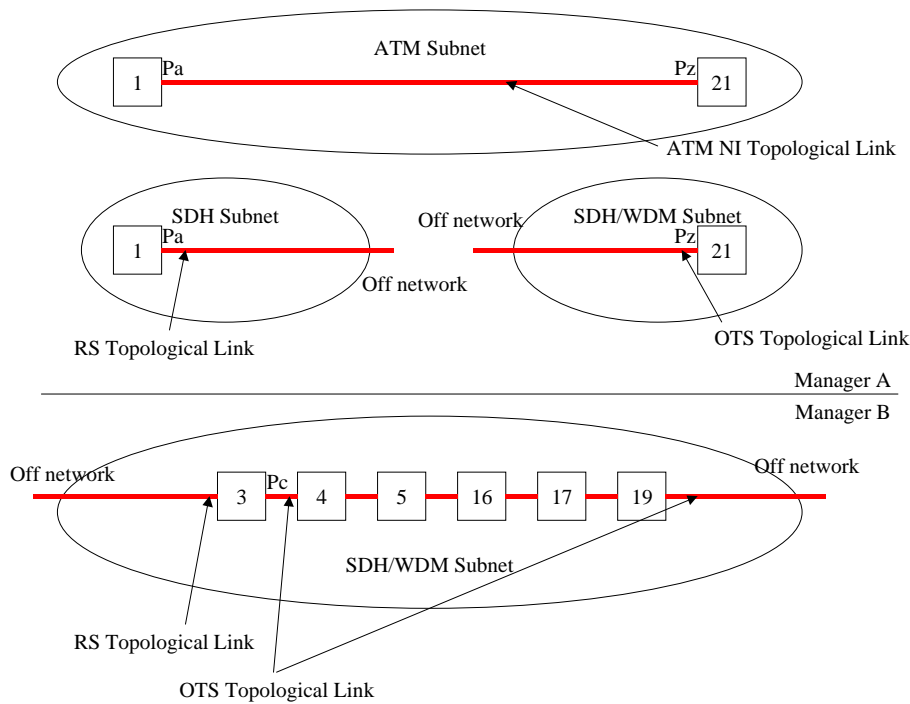 ATM Subnet
Pa
Pz
1
21
ATM NI Topological Link
SDH Subnet
Off network
SDH/WDM Subnet
Pa
Pz
1
21
Off network
RS Topological Link
OTS Topological Link
Manager A
Manager B
Off network
Off network
Pc
3
4
5
16
17
19
SDH/WDM Subnet
RS Topological Link
OTS Topological Link